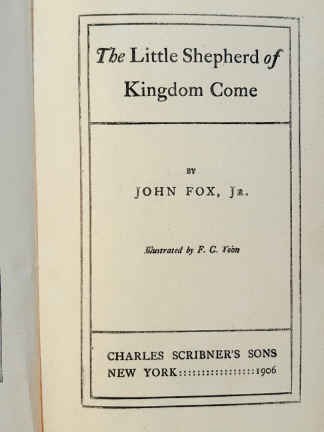 The Little Shepherd of
Kingdom Come
BY
JOHN FOX, JR.
Illustrated by F. C. Yohn
CHARLES SCRIBNER'S SONS
NEW YORK::::::::::::::::::1906